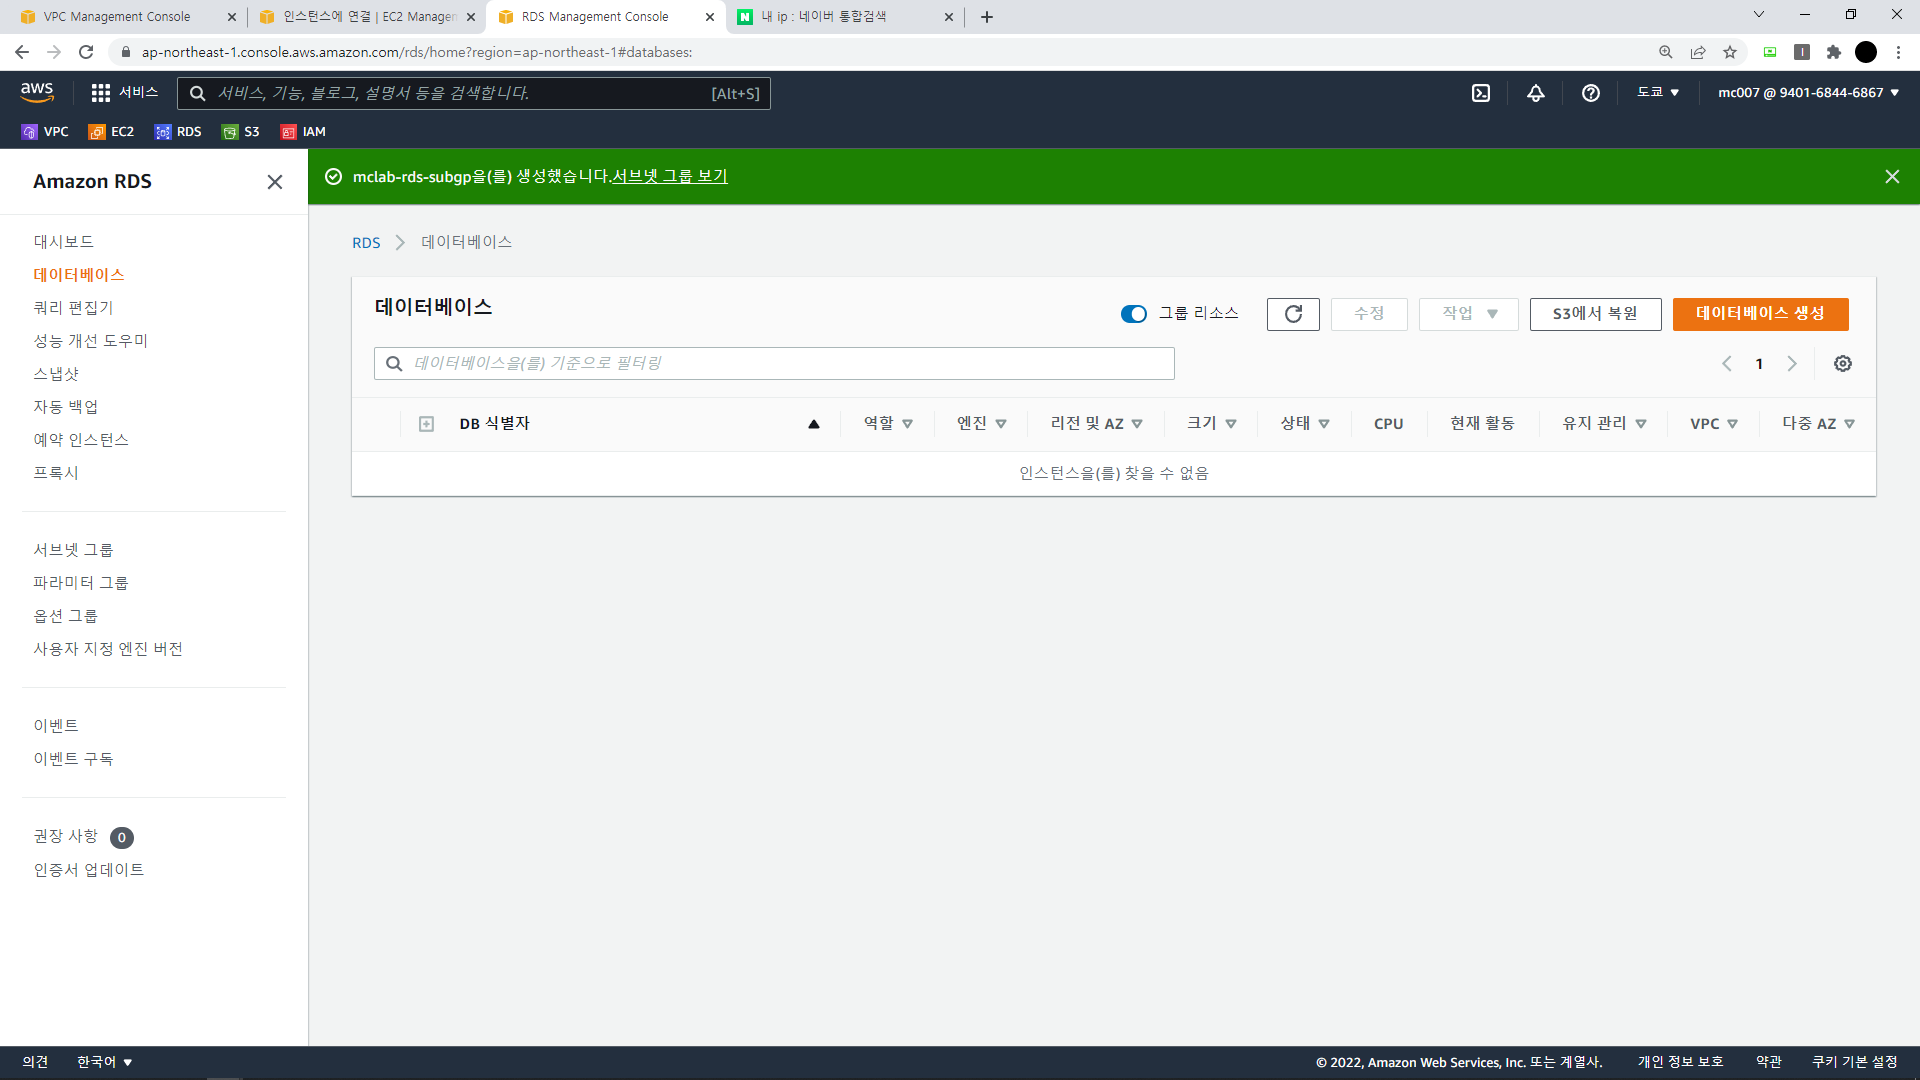 VPC Management Console
인스턴스에 연결 | EC2 Managen
RDS Management Console
내 ip : 네이버 통합검색
ap-northeast-1.console.aws.amazon.com/rds/home?region=ap-northeast-1#databases:
aws
서비스
서비스, 기능, 블로그, 설명서 등을 검색합니다.
[Alt+S]
도쿄
mc007 @ 9401-6844-6867
VPC
EC2
RDS
S3
IAM
Amazon RDS
mclab-rds-subgp을(를) 생성했습니다.서브넷 그룹 보기
대시보드
데이터베이스
쿼리 편집기
성능 개선 도우미
스냅샷
자동 백업
예약 인스턴스
프록시
서브넷 그룹
파라미터 그룹
옵션 그룹
사용자 지정 엔진 버전
이벤트
이벤트 구독
권장 사항 0
인증서 업데이트
RDS
데이터베이스
데이터베이스
그룹 리소스
수정
작업
S3에서 복원
데이터베이스 생성
데이터베이스을(를) 기준으로 필터링
1
DB 식별자
역할
엔진
리전 및 AZ
크기
상태
CPU
현재 활동
유지 관리
VPC
다중 AZ
인스턴스을(를) 찾을 수 없음
의견
한국어
© 2022, Amazon Web Services, Inc. 또는 계열사.
개인 정보 보호
약관
쿠키 기본 설정